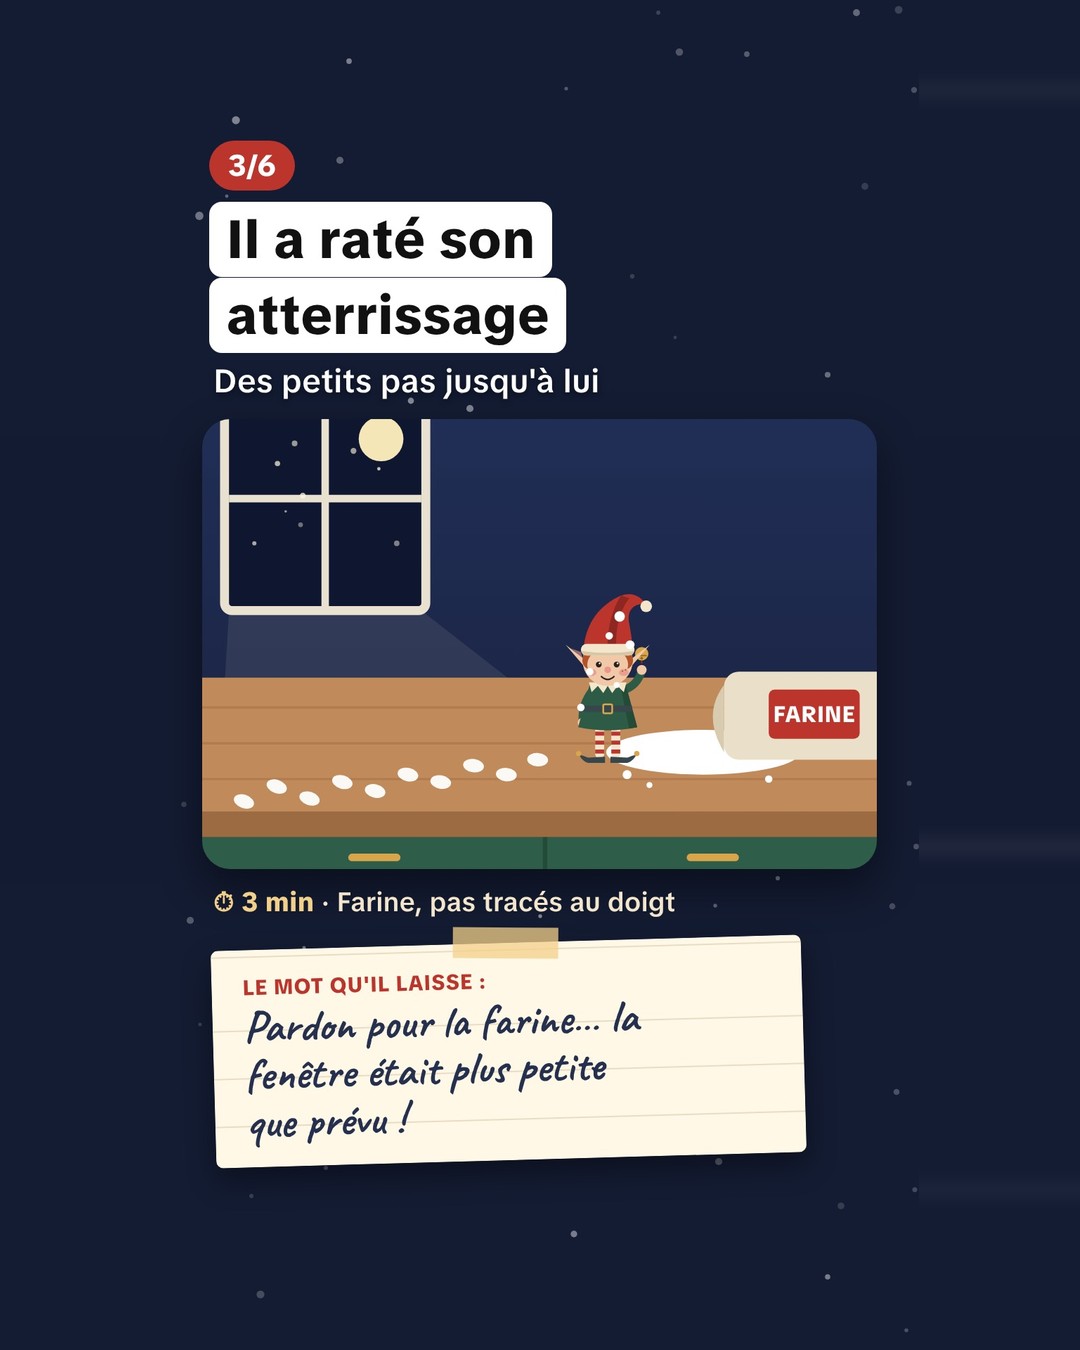 3/6
Il a raté son
atterrissage
Des petits pas jusqu'à lui
FARINE
⏱ 3 min · Farine, pas tracés au doigt
LE MOT QU'IL LAISSE :
Pardon pour la farine... la
fenêtre était plus petite
que prévu !